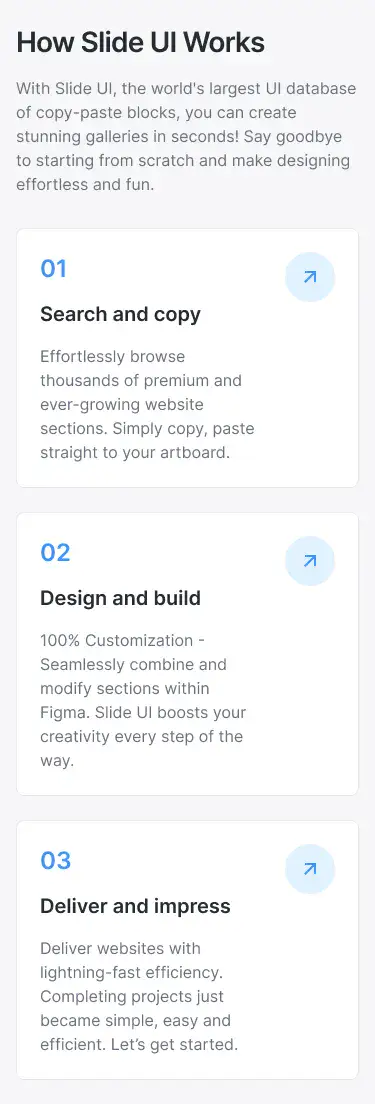 How Slide UI Works
With Slide UI, the world's largest UI database
of copy-paste blocks, you can create
stunning galleries in seconds! Say goodbye
to starting from scratch and make designing
effortless and fun.
01
Search and copy
Effortlessly browse
thousands of premium and
ever-growing website
sections. Simply copy, paste
straight to your artboard.
02
Design and build
100% Customization -
Seamlessly combine and
modify sections within
Figma. Slide UI boosts your
creativity every step of the
way.
03
Deliver and impress
Deliver websites with
lightning-fast efficiency.
Completing projects just
became simple, easy and
efficient. Let’s get started.